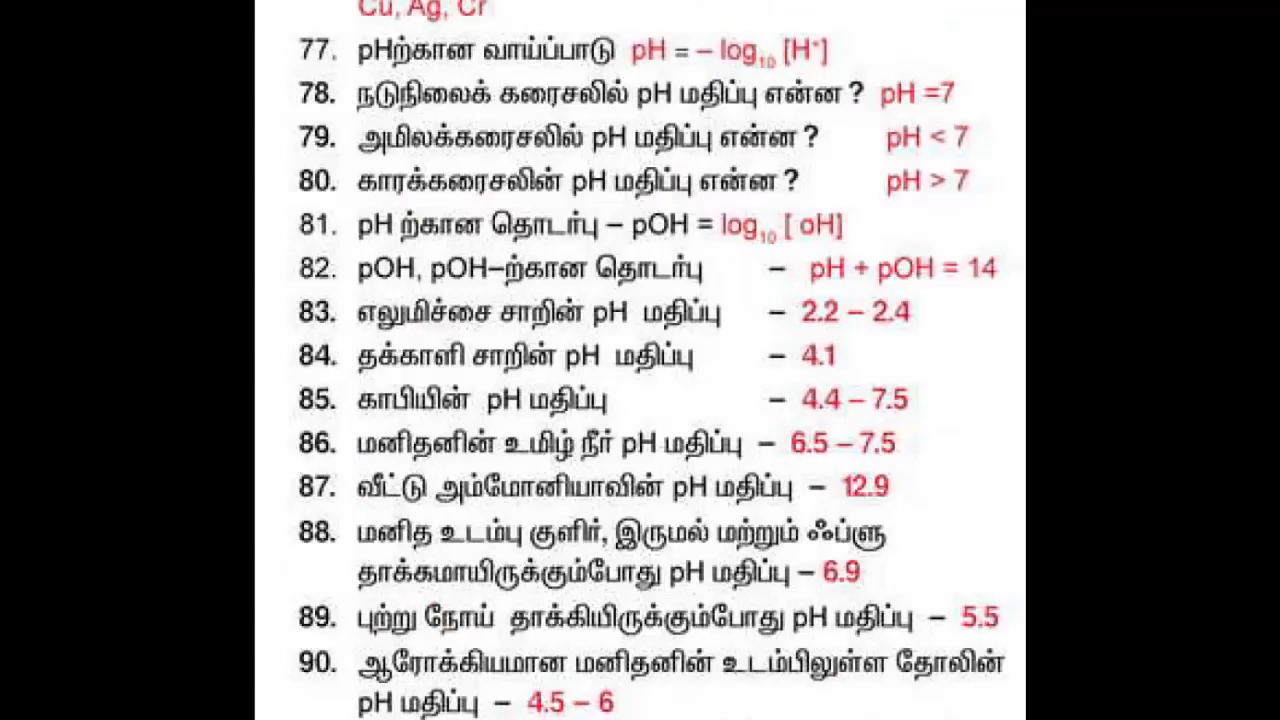 Cu, Ag, Cr
77. pHற்கான வாய்ப்பாடு pH = – log₁₀ [H⁺]
78. நடுநிலைக் கரைசலில் pH மதிப்பு என்ன ? pH =7
79. அமிலக்கரைசலில் pH மதிப்பு என்ன ? pH < 7
80. காரக்கரைசலின் pH மதிப்பு என்ன ? pH > 7
81. pH ற்கான தொடர்பு – pOH = log₁₀ [ oH]
82. pOH, pOH–ற்கான தொடர்பு – pH + pOH = 14
83. எலுமிச்சை சாறின் pH மதிப்பு – 2.2 – 2.4
84. தக்காளி சாறின் pH மதிப்பு – 4.1
85. காபியின் pH மதிப்பு – 4.4 – 7.5
86. மனிதனின் உமிழ் நீர் pH மதிப்பு – 6.5 – 7.5
87. வீட்டு அம்மோனியாவின் pH மதிப்பு – 12.9
88. மனித உடம்பு குளிர், இருமல் மற்றும் ஃப்ளு
தாக்கமாயிருக்கும்போது pH மதிப்பு – 6.9
89. புற்று நோய் தாக்கியிருக்கும்போது pH மதிப்பு – 5.5
90. ஆரோக்கியமான மனிதனின் உடம்பிலுள்ள தோலின்
pH மதிப்பு – 4.5 – 6